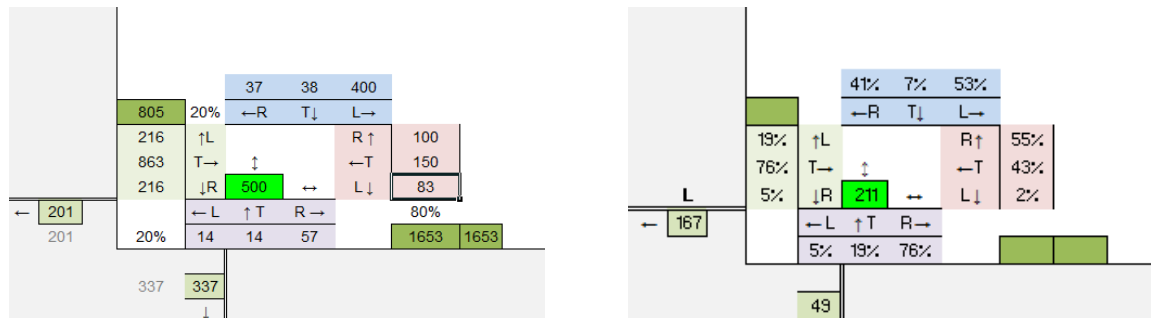 37 38 400
805 20% ←R T↓ L→
216 ↑L R ↑ 100
863 T→ ↕ ←T 150
216 ↓R 500 ↔ L↓ 83
← 201 ← L ↑ T R → 80%
201 20% 14 14 57 1653 1653
337 337
↓
41% 7% 53%
←R T↓ L→
19% ↑L R↑ 55%
76% T→ ↕ ←T 43%
L 5% ↓R 211 ↔ L↓ 2%
← 167 ← L ↑ T R→
5% 19% 76%
49